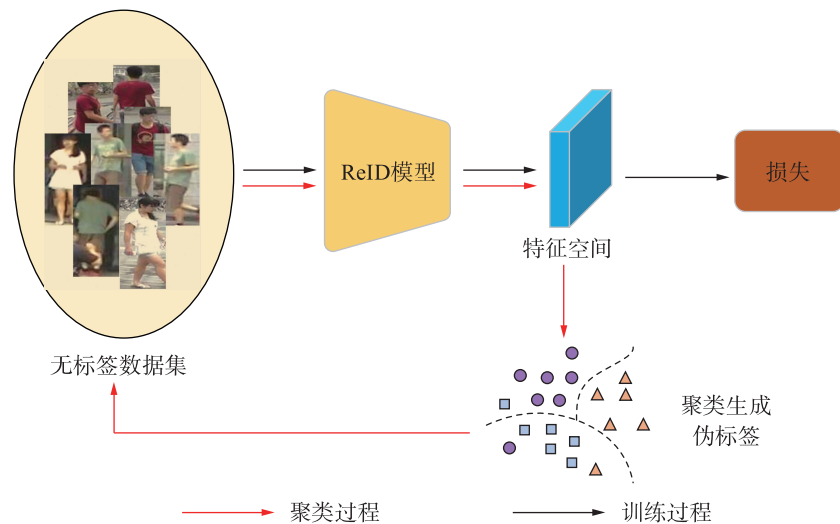 ReID模型
损失
特征空间
无标签数据集
聚类生成
伪标签
聚类过程
训练过程